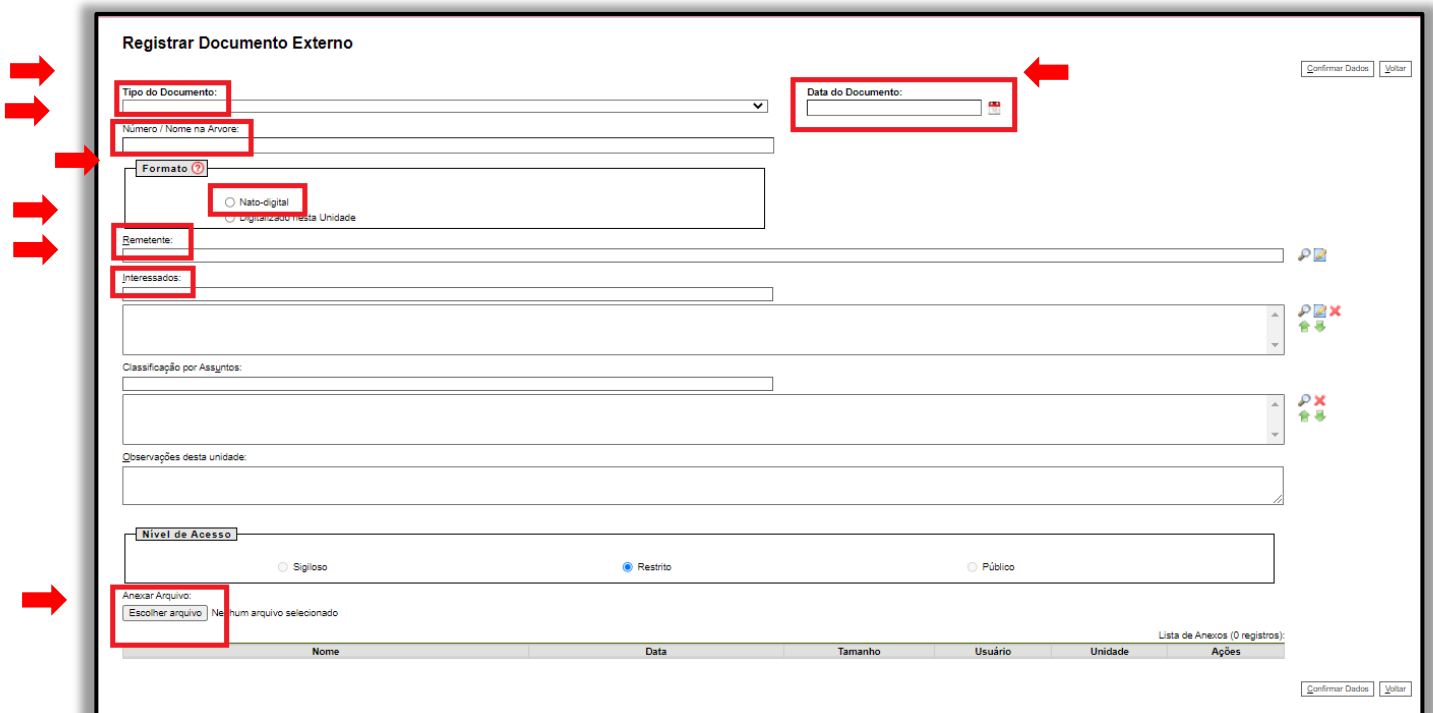 Registrar Documento Externo
Confirmar Dados Voltar
Tipo do Documento: Data do Documento:
Número / Nome na Arvore:
Formato ?
Nato-digital
Digitalizado nesta Unidade
Remetente:
Interessados:
Classificação por Assuntos:
Observações desta unidade:
Nível de Acesso
Sigiloso Restrito Público
Anexar Arquivo:
Escolher arquivo Nenhum arquivo selecionado
Lista de Anexos (0 registros):
Nome Data Tamanho Usuário Unidade Ações
Confirmar Dados Voltar